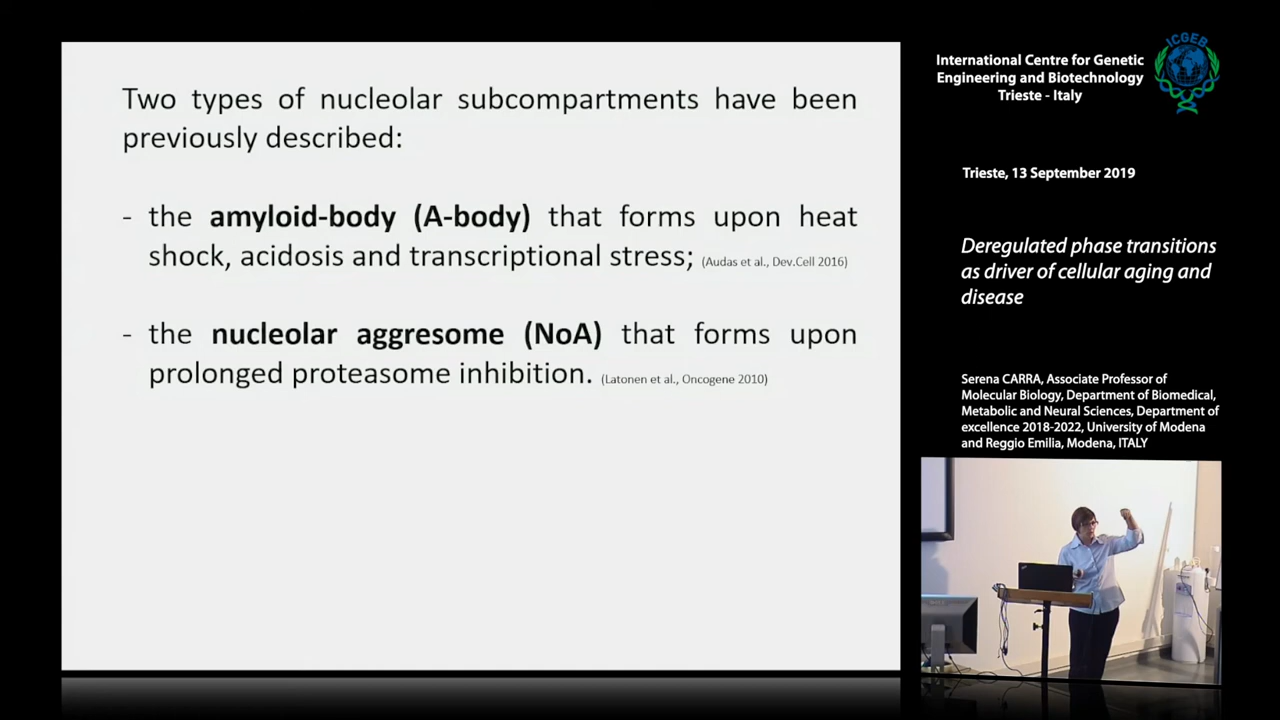 Two types of nucleolar subcompartments have been
previously described:
- the amyloid-body (A-body) that forms upon heat
shock, acidosis and transcriptional stress; (Audas et al., Dev.Cell 2016)
- the nucleolar aggresome (NoA) that forms upon
prolonged proteasome inhibition. (Latonen et al., Oncogene 2010)
International Centre for Genetic
Engineering and Biotechnology
Trieste - Italy
ICGEB
Trieste, 13 September 2019
Deregulated phase transitions
as driver of cellular aging and
disease
Serena CARRA, Associate Professor of
Molecular Biology, Department of Biomedical,
Metabolic and Neural Sciences, Department of
excellence 2018-2022, University of Modena
and Reggio Emilia, Modena, ITALY